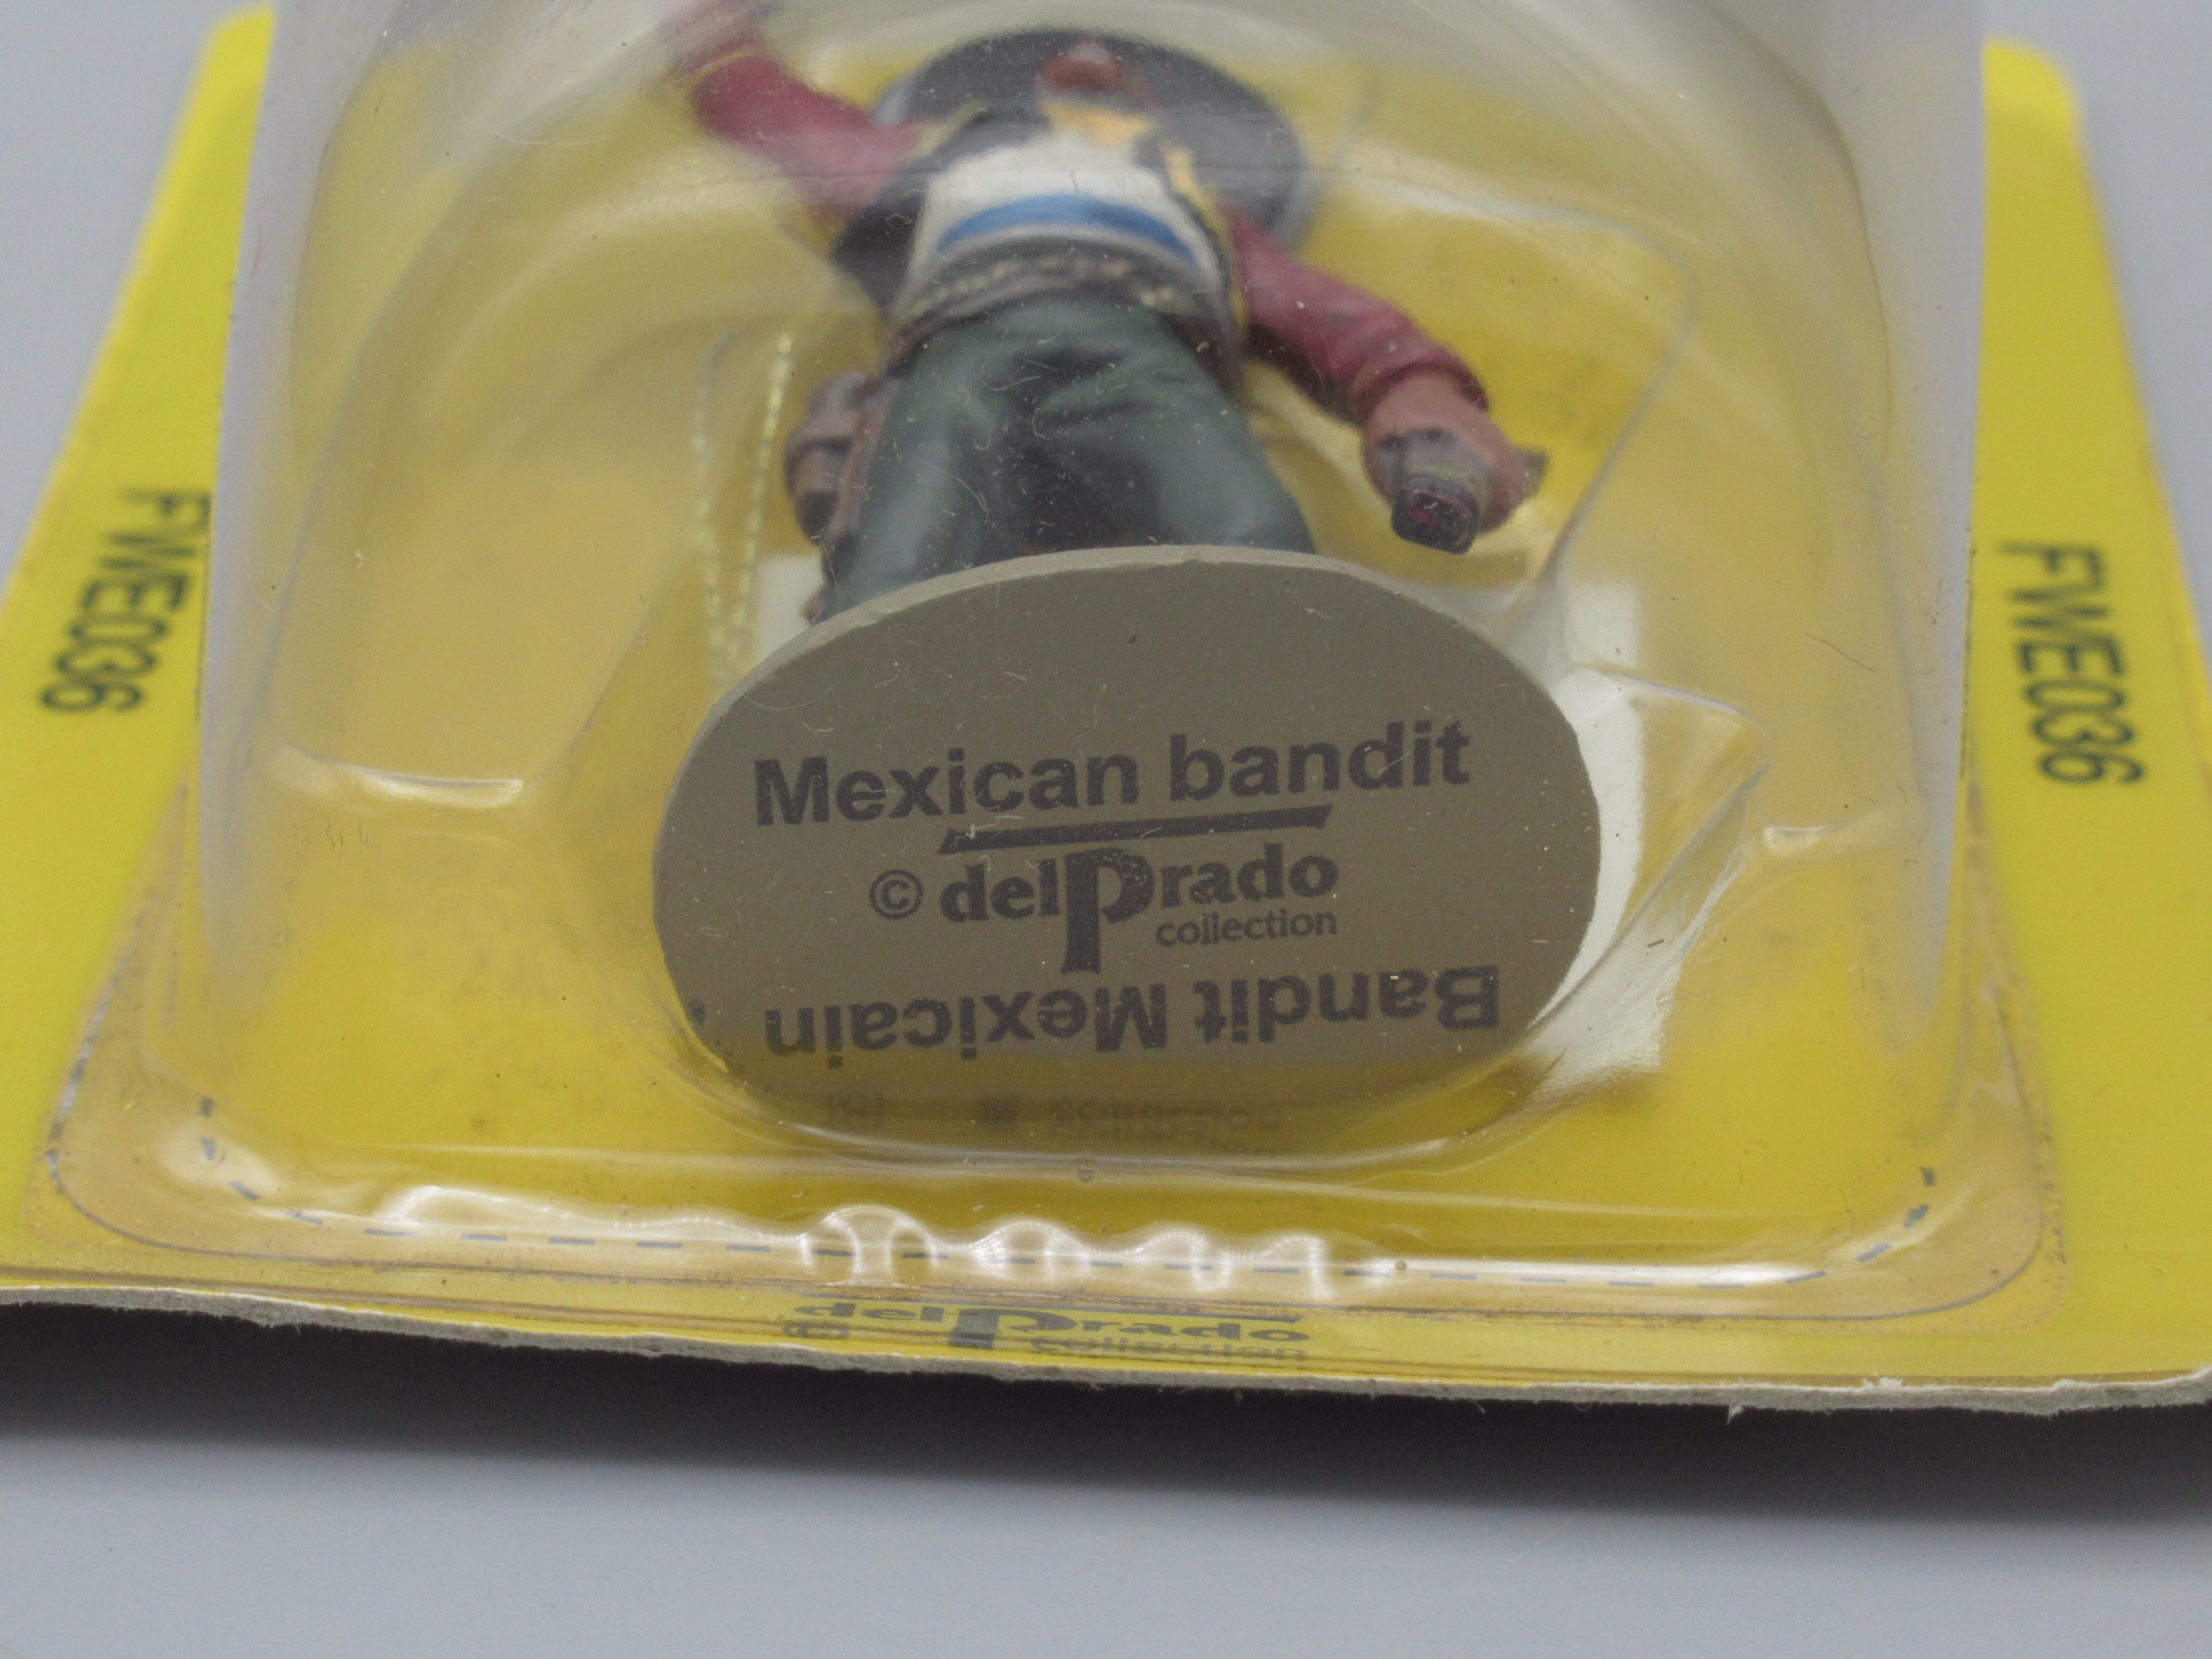 FWE036
FWE036
Mexican bandit
© delPrado
collection
Bandit Mexicain
delPrado
collection